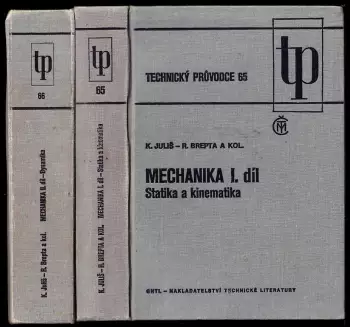 tp
66
K. Juliš – R. Brepta a kol. MECHANIKA II. díl – Dynamika
tp
65
K. JULIŠ – R. BREPTA A KOL. MECHANIKA I. díl – Statika a kinematika
TECHNICKÝ PRŮVODCE 65
tp
K. JULIŠ – R. BREPTA A KOL.
MECHANIKA I. díl
Statika a kinematika
SNTL – NAKLADATELSTVÍ TECHNICKÉ LITERATURY